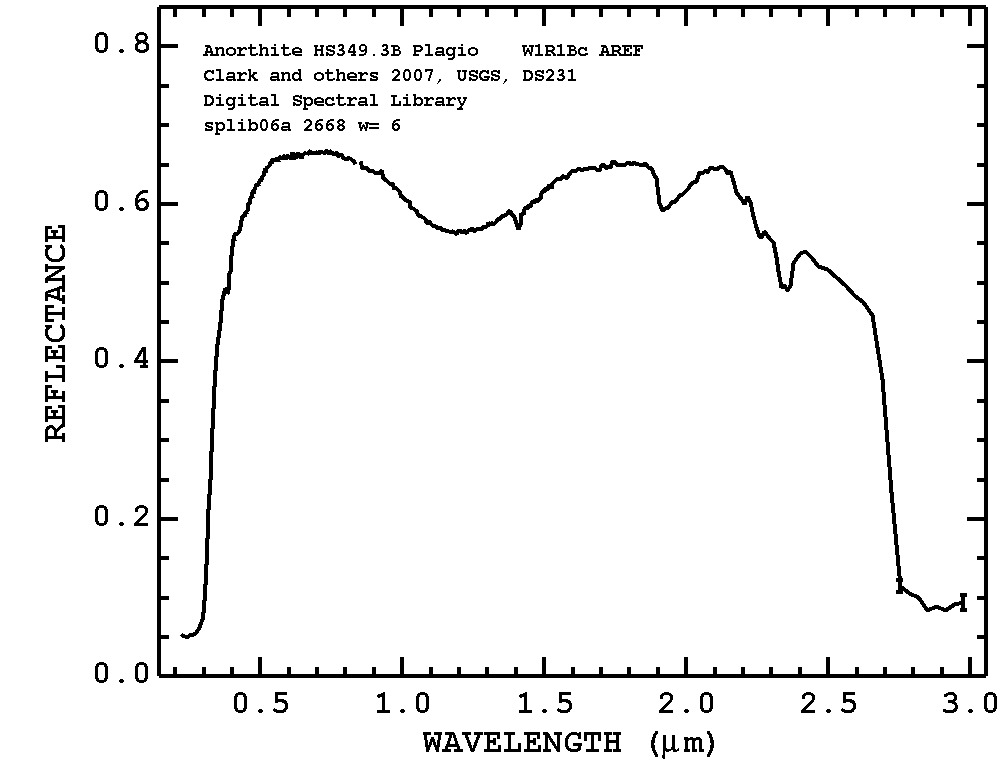 Anorthite HS349.3B Plagio W1R1Bc AREF
Clark and others 2007, USGS, DS231
Digital Spectral Library
splib06a 2668 w= 6
REFLECTANCE
0.8
0.6
0.4
0.2
0.0
0.5 1.0 1.5 2.0 2.5 3.0
WAVELENGTH (μm)